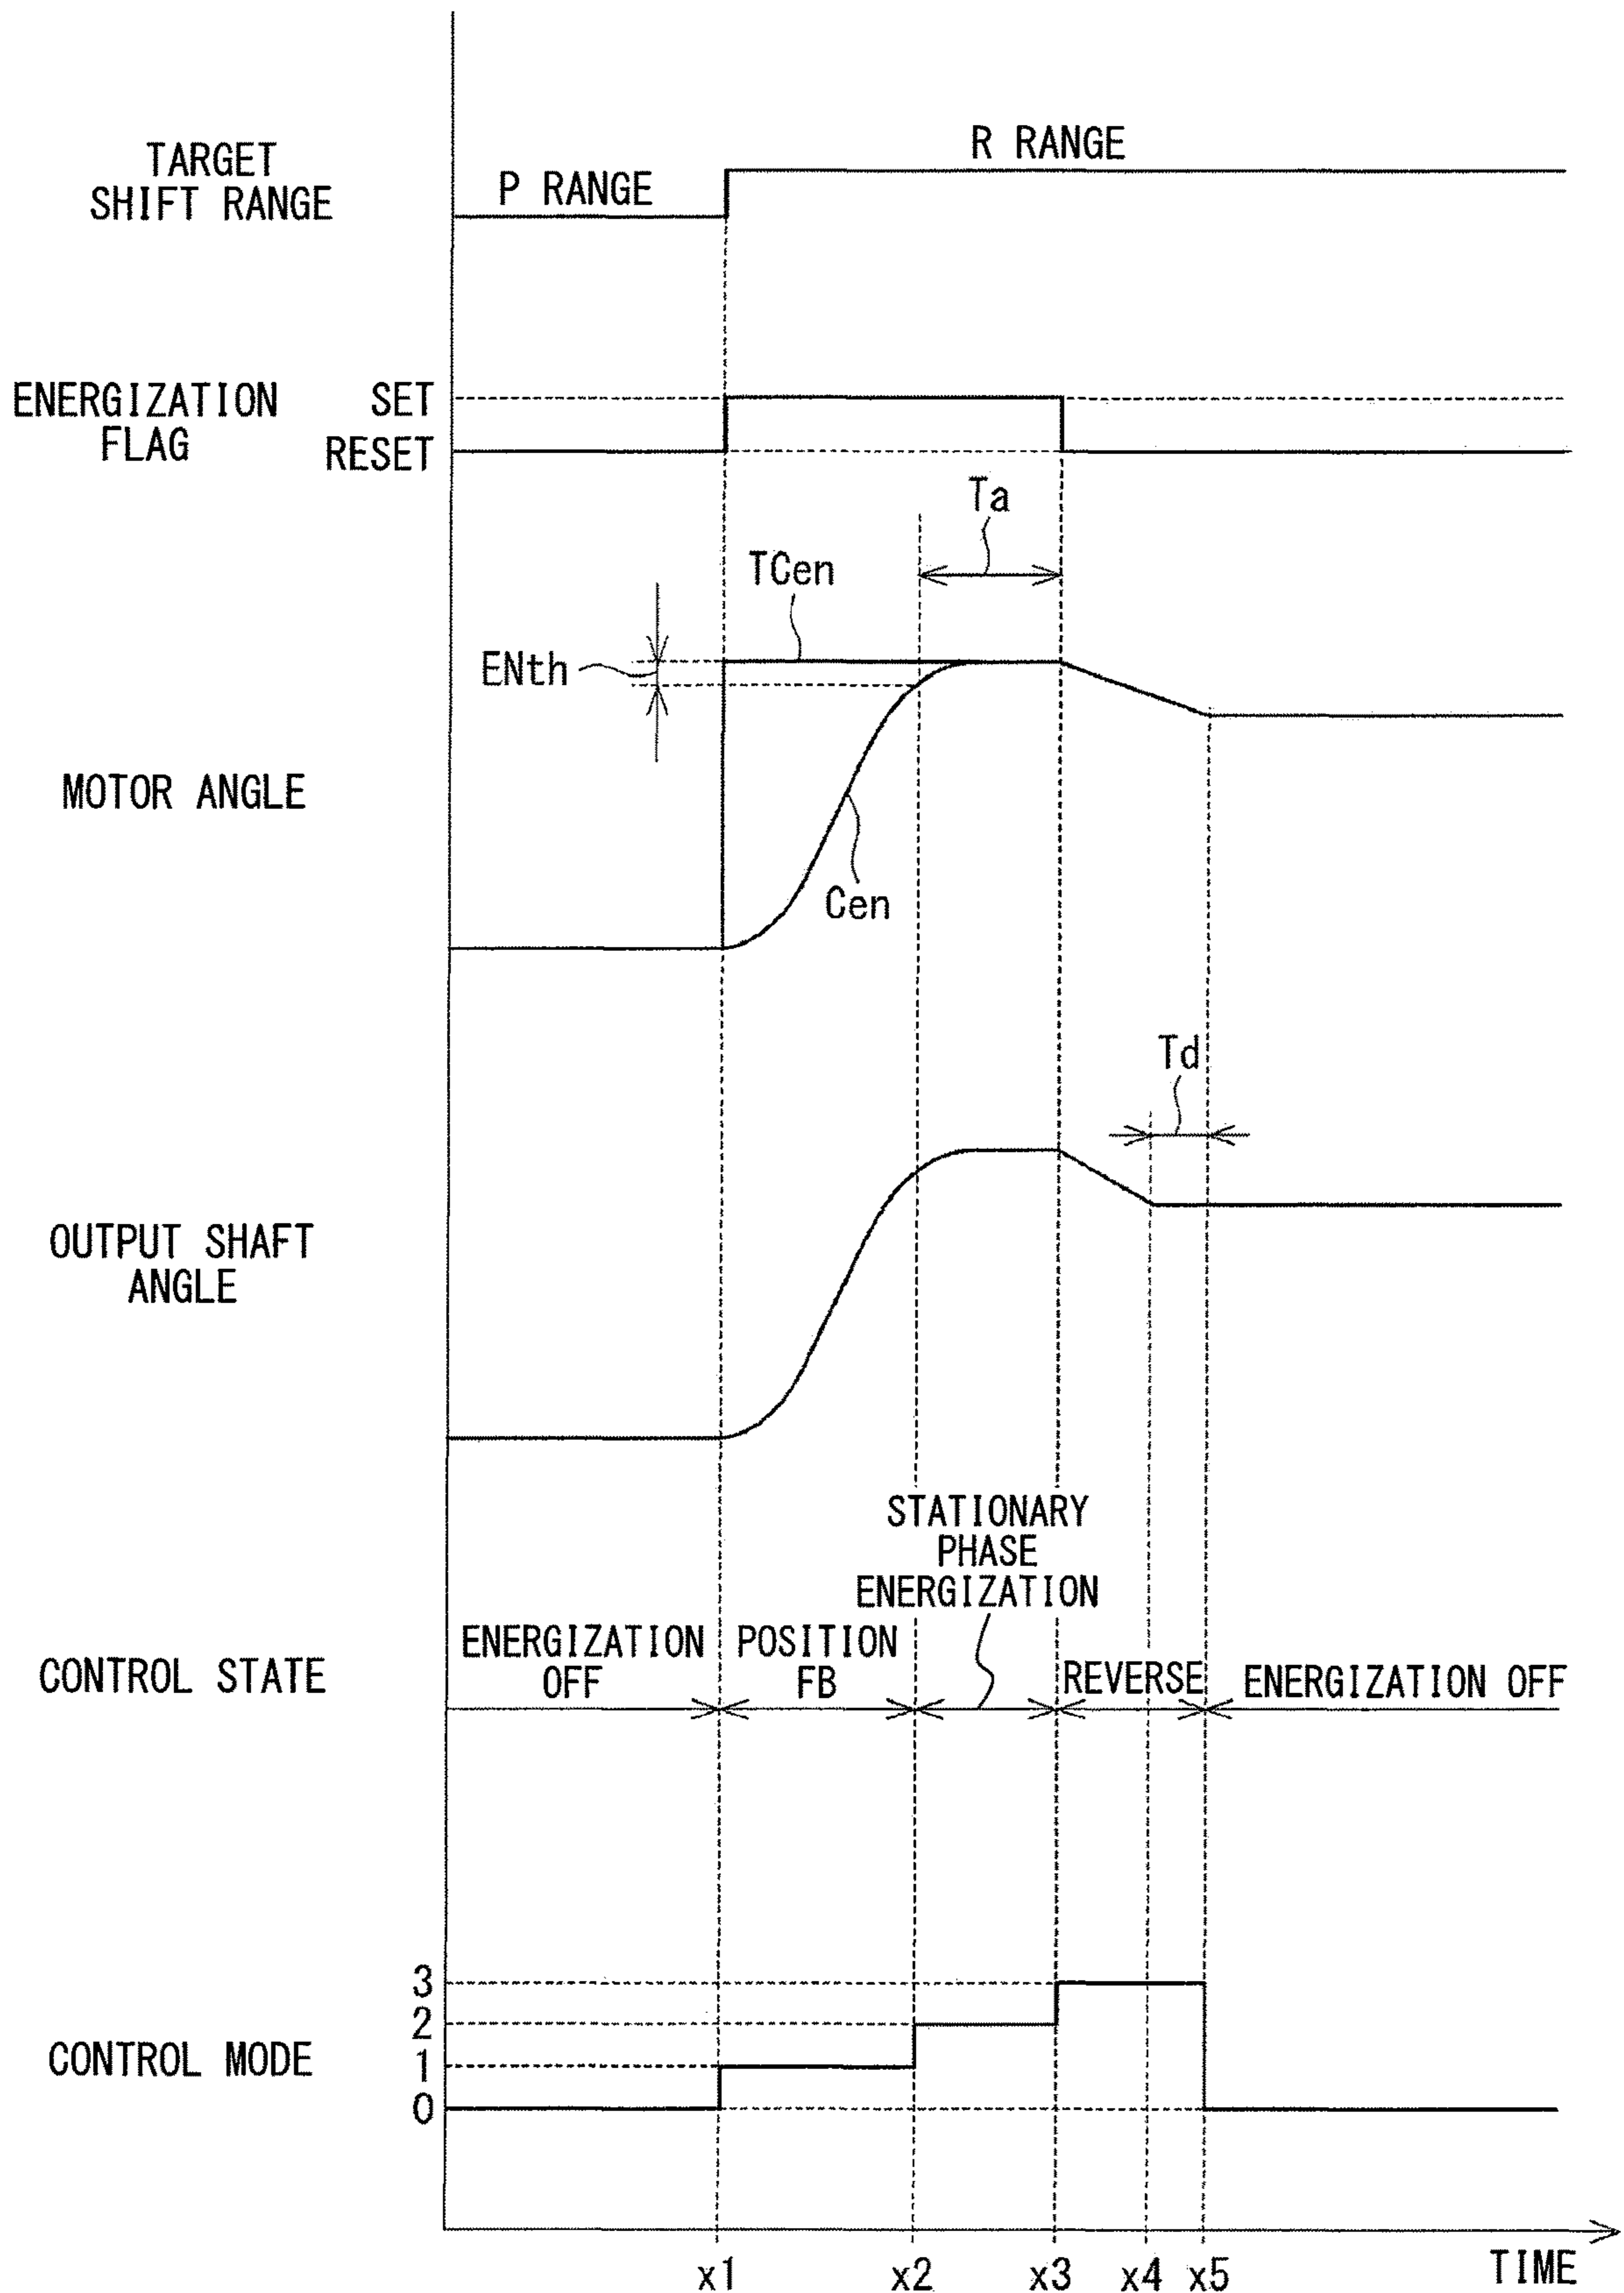 TARGET
SHIFT RANGE
P RANGE
R RANGE
ENERGIZATION
FLAG
SET
RESET
Ta
TCen
ENth
MOTOR ANGLE
Cen
Td
OUTPUT SHAFT
ANGLE
STATIONARY
PHASE
ENERGIZATION
CONTROL STATE
ENERGIZATION
OFF
POSITION
FB
REVERSE
ENERGIZATION OFF
CONTROL MODE
3
2
1
0
x1
x2
x3
x4
x5
TIME